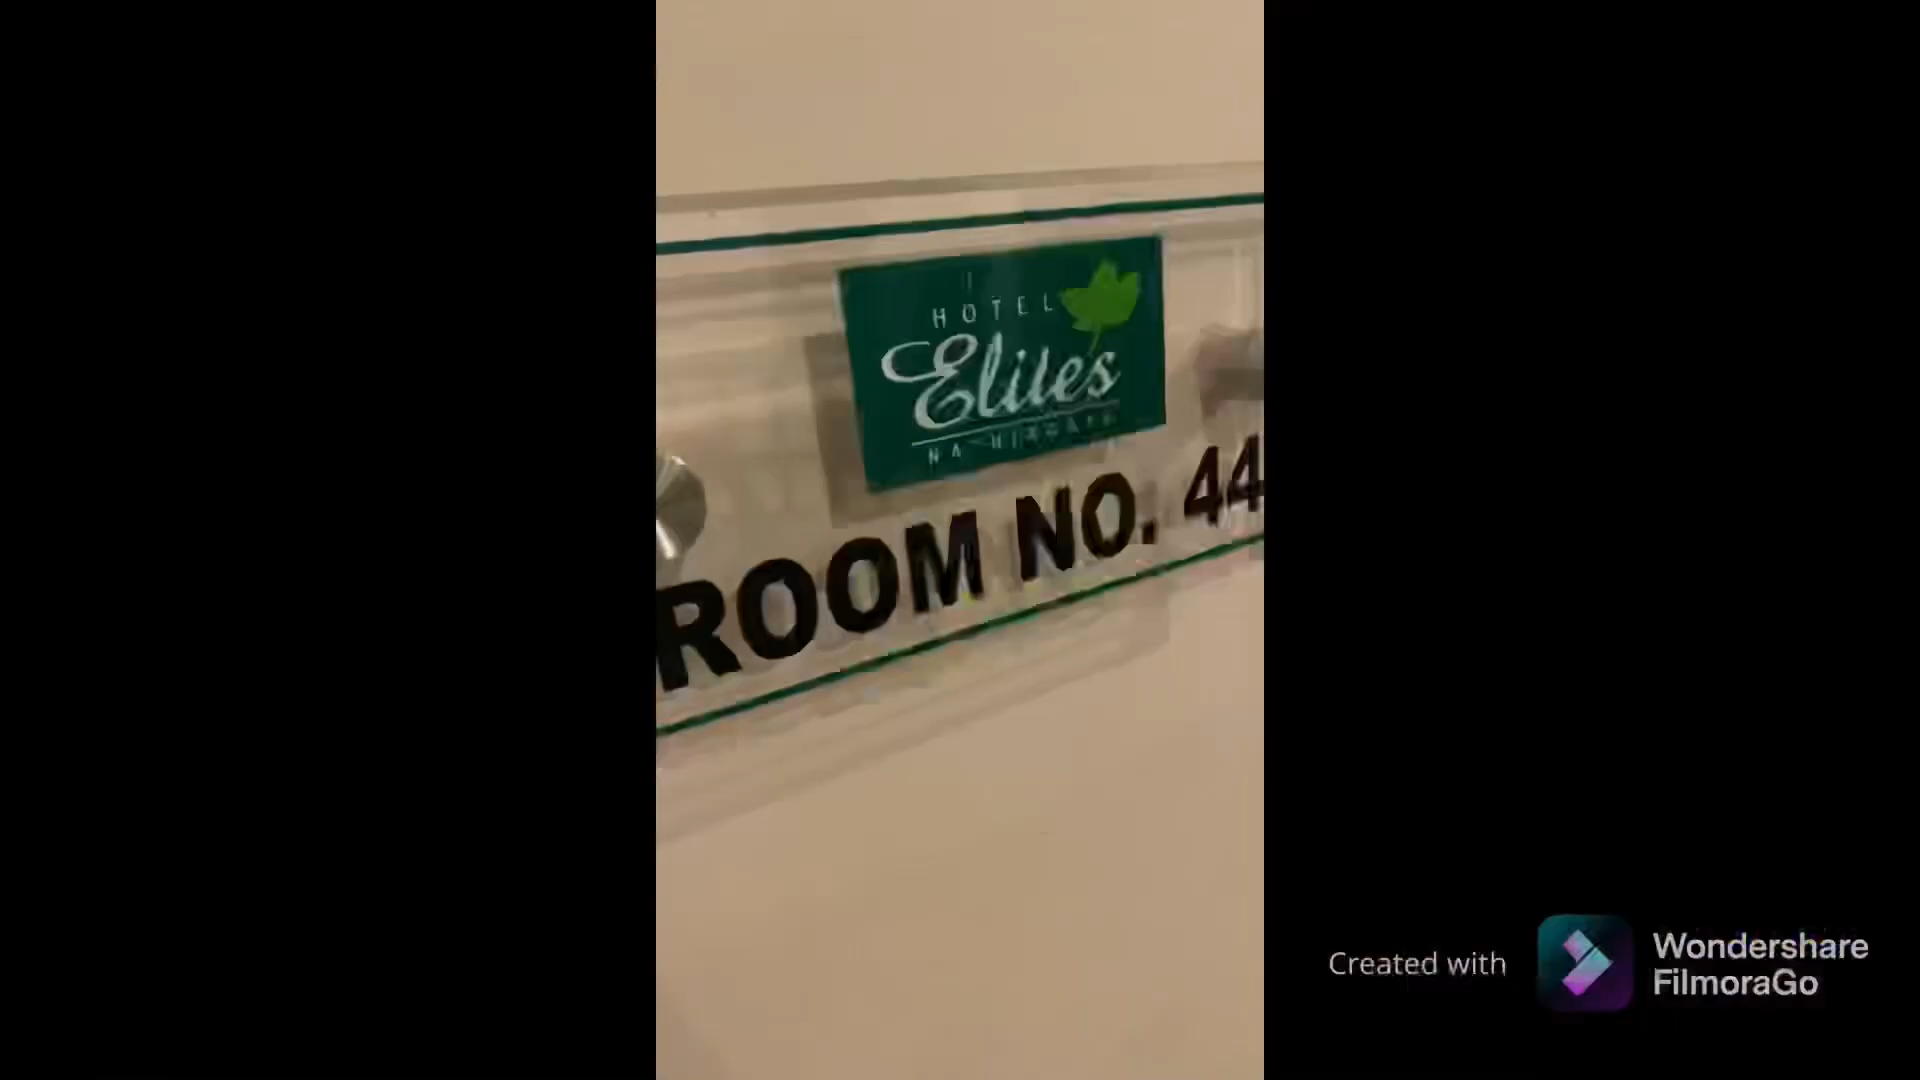 HOTEL
Elites
ROOM NO. 44
Created with
Wondershare
FilmoraGo